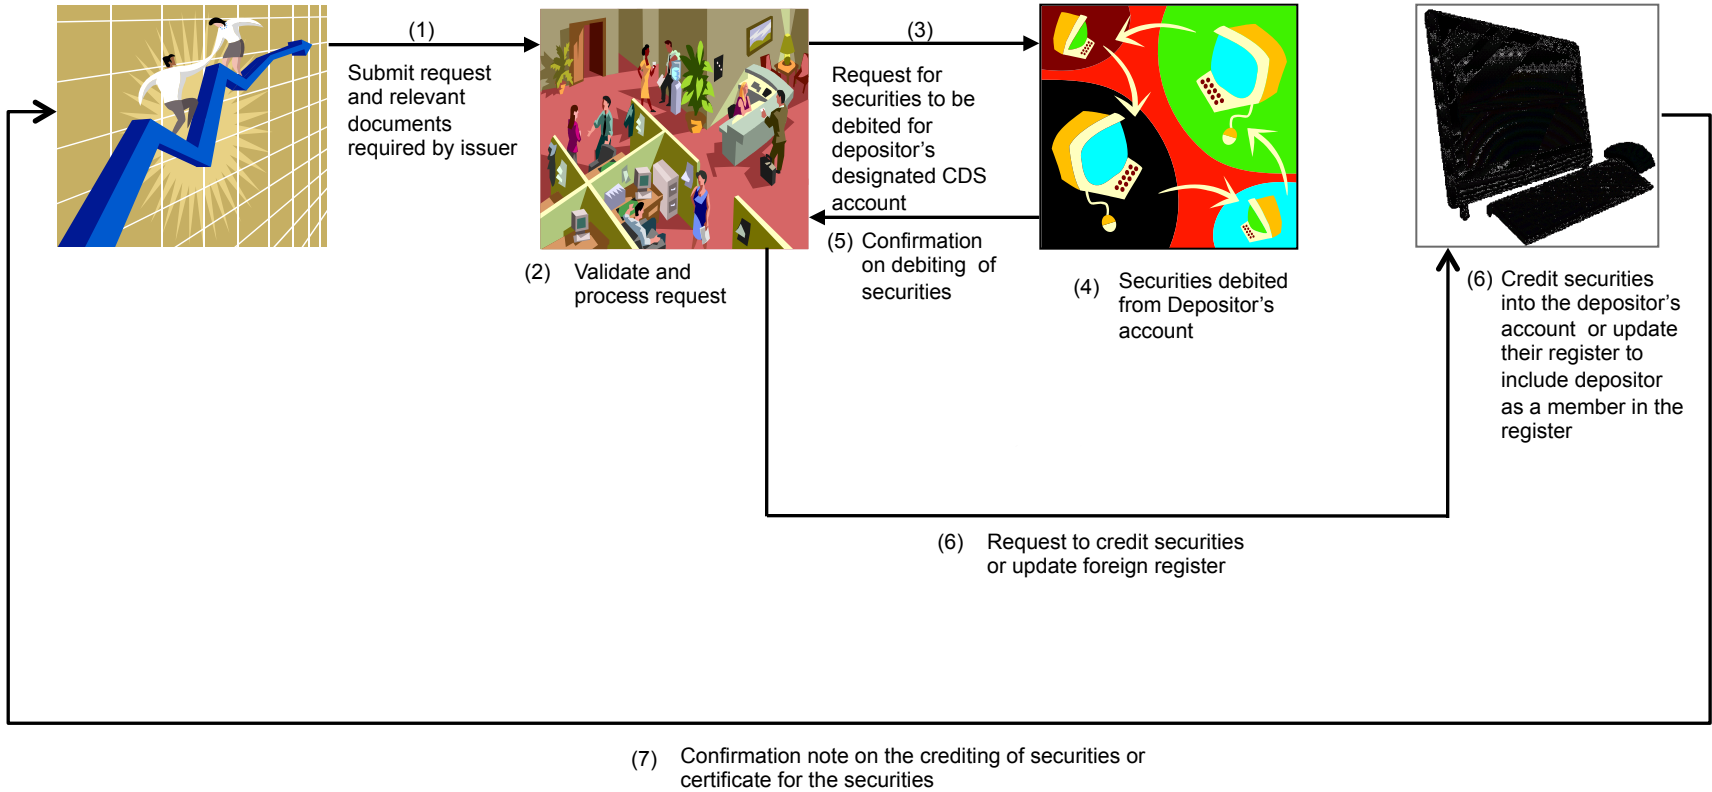 (1)
Submit request
and relevant
documents
required by issuer
(2) Validate and
process request
(3)
Request for
securities to be
debited for
depositor's
designated CDS
account
(4) Securities debited
from Depositor's
account
(5) Confirmation
on debiting of
securities
(6) Request to credit securities
or update foreign register
(6) Credit securities
into the depositor's
account or update
their register to
include depositor
as a member in the
register
(7) Confirmation note on the crediting of securities or
certificate for the securities